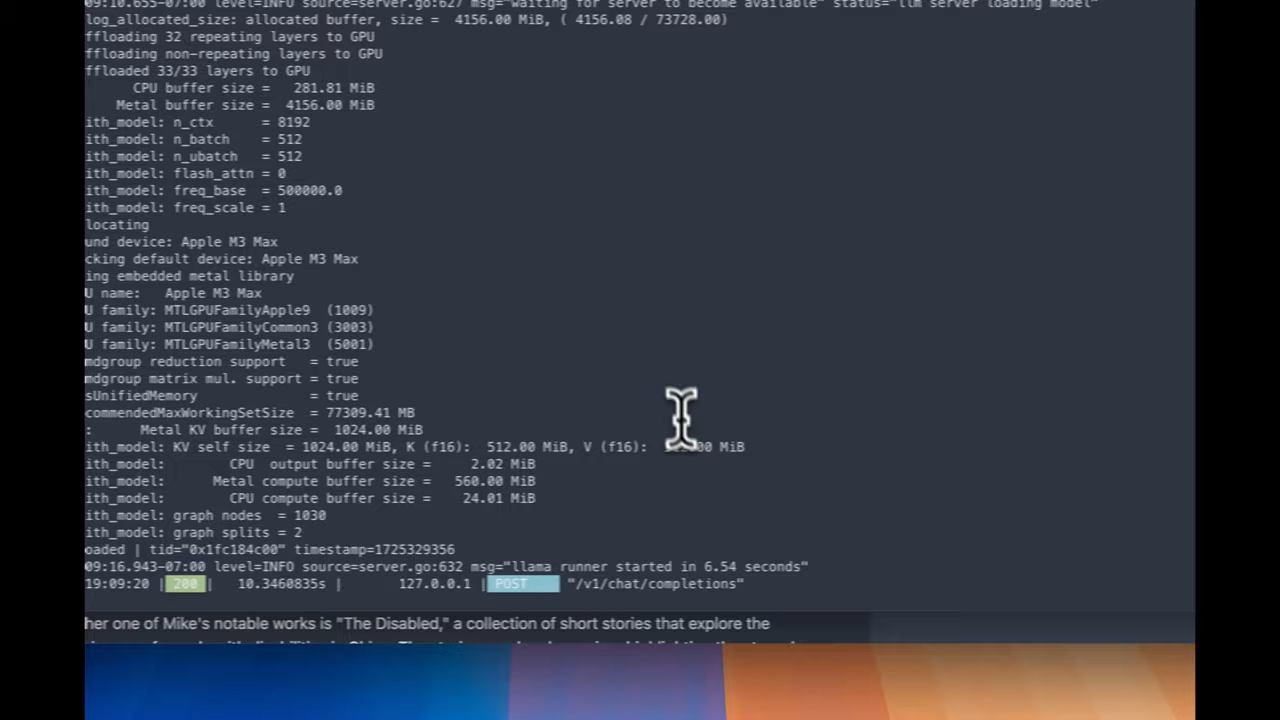 09:10.655-07:00 level=INFO source=server.go:627 msg="waiting for server to become available" status="llm server loading model"
log_allocated_size: allocated buffer, size =  4156.00 MiB, ( 4156.08 / 73728.00)
ffloading 32 repeating layers to GPU
ffloading non-repeating layers to GPU
ffloaded 33/33 layers to GPU
CPU buffer size =   281.81 MiB
Metal buffer size =  4156.00 MiB
ith_model: n_ctx      = 8192
ith_model: n_batch    = 512
ith_model: n_ubatch   = 512
ith_model: flash_attn = 0
ith_model: freq_base  = 500000.0
ith_model: freq_scale = 1
locating
und device: Apple M3 Max
cking default device: Apple M3 Max
ing embedded metal library
U name:   Apple M3 Max
U family: MTLGPUFamilyApple9  (1009)
U family: MTLGPUFamilyCommon3 (3003)
U family: MTLGPUFamilyMetal3  (5001)
mdgroup reduction support   = true
mdgroup matrix mul. support = true
sUnifiedMemory              = true
commendedMaxWorkingSetSize  = 77309.41 MB
:      Metal KV buffer size =  1024.00 MiB
ith_model: KV self size  = 1024.00 MiB, K (f16):  512.00 MiB, V (f16):  MiB
ith_model:        CPU  output buffer size =     2.02 MiB
ith_model:      Metal compute buffer size =   560.00 MiB
ith_model:        CPU compute buffer size =    24.01 MiB
ith_model: graph nodes  = 1030
ith_model: graph splits = 2
oaded | tid="0x1fc184c00" timestamp=1725329356
09:16.943-07:00 level=INFO source=server.go:632 msg="llama runner started in 6.54 seconds"
19:09:20 | 200 |   10.3460835s |       127.0.0.1 | POST     "/v1/chat/completions"
her one of Mike's notable works is "The Disabled," a collection of short stories that explore the